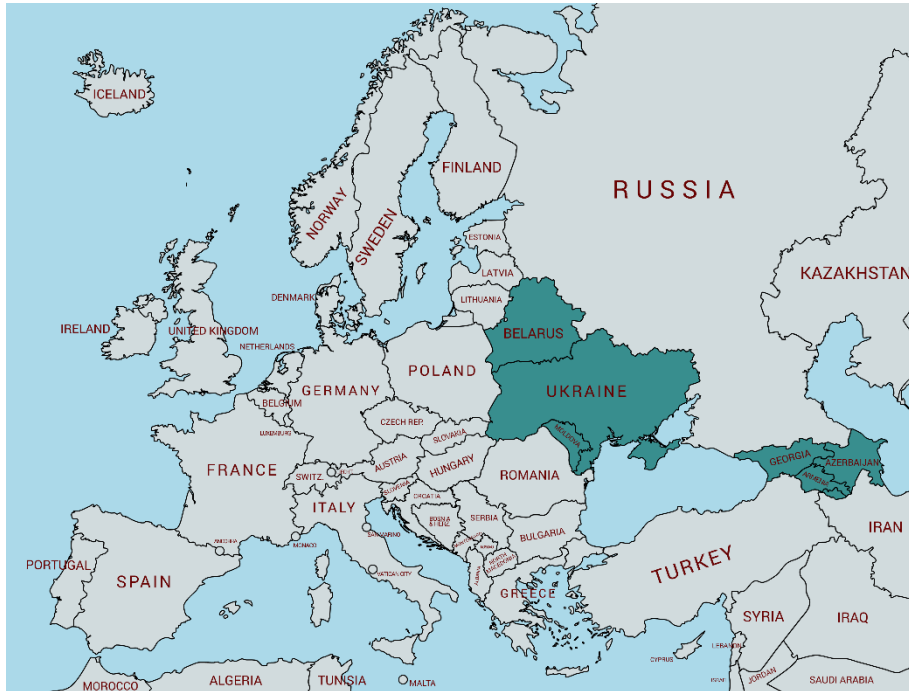 ICELAND
FINLAND
RUSSIA
NORWAY
SWEDEN
ESTONIA
KAZAKHSTAN
LATVIA
DENMARK
LITHUANIA
IRELAND
UNITED KINGDOM
BELARUS
NETHERLANDS
POLAND
GERMANY
UKRAINE
BELGIUM
CZECH REP.
LUXEMBURG
MOLDOVA
SLOVAKIA
FRANCE
AUSTRIA
HUNGARY
GEORGIA
AZERBAIJAN
SWITZ.
ROMANIA
ARMENIA
SLOVENIA
CROATIA
ITALY
BOSNIA
& HERZ.
SERBIA
IRAN
SAN MARINO
BULGARIA
ANDORRA
MONACO
PORTUGAL
SPAIN
VATICAN CITY
NORTH
MACEDONIA
ALBANIA
TURKEY
GREECE
SYRIA
IRAQ
LEBANON
CYPRUS
MOROCCO
ALGERIA
TUNISIA
MALTA
ISRAEL
JORDAN
SAUDI ARABIA